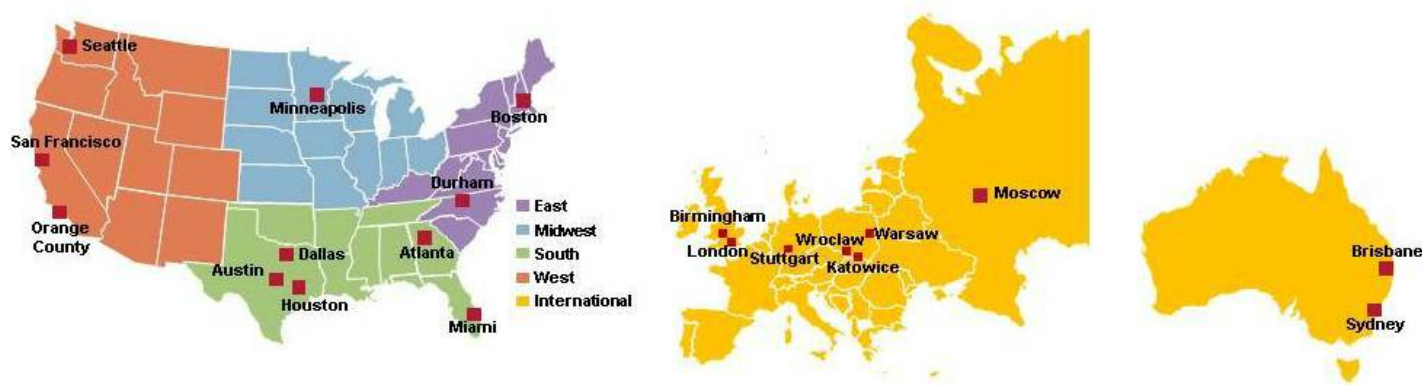 Seattle
Minneapolis
Boston
San Francisco
Durham
Orange
County
Dallas
Atlanta
Austin
Houston
Miami
East
Midwest
South
West
International
Moscow
Birmingham
London
Wroclaw
Warsaw
Stuttgart
Katowice
Brisbane
Sydney